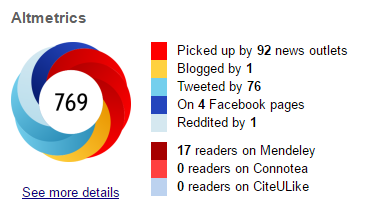 Altmetrics
769
See more details
Picked up by 92 news outlets
Blogged by 1
Tweeted by 76
On 4 Facebook pages
Reddited by 1
17 readers on Mendeley
0 readers on Connotea
0 readers on CiteULike